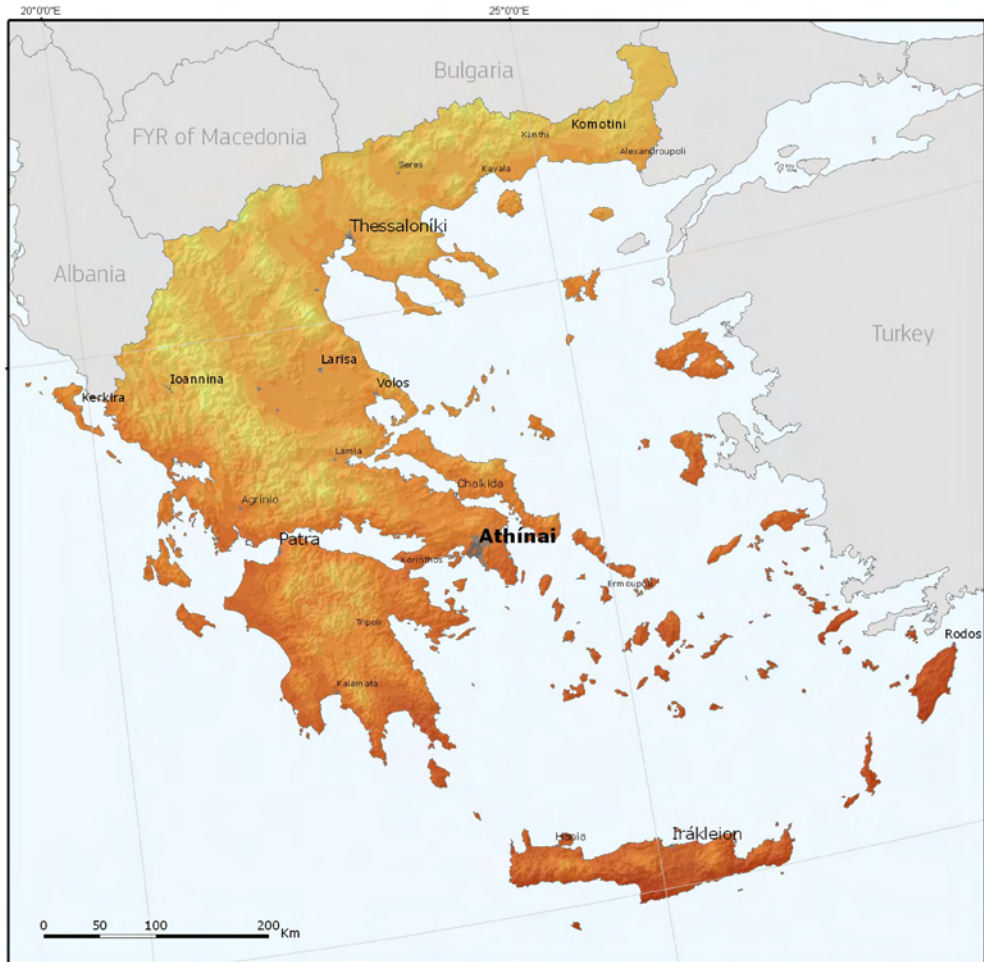 20°0'0"E
25°0'0"E
Bulgaria
FYR of Macedonia
Komotini
Xanthi
Alexandroupoli
Seres
Kavala
Thessaloníki
Albania
Turkey
Larisa
Ioannina
Volos
Kerkira
Lamia
Chalkida
Agrinio
Athínai
Patra
Korinthos
Ermoupoli
Tripoli
Rodos
Kalamata
Irákleion
Hania
0 50 100 200 Km